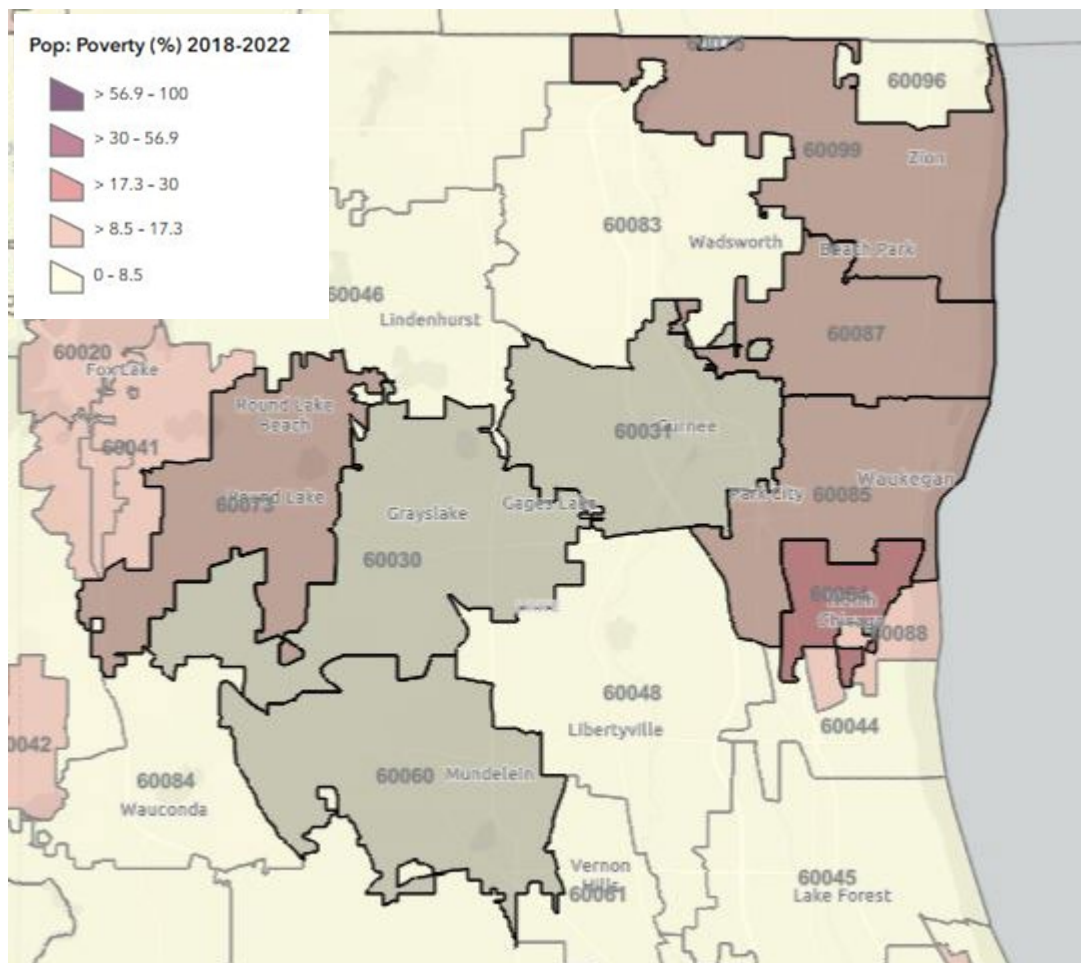 Pop: Poverty (%) 2018-2022
> 56.9 - 100
> 30 - 56.9
> 17.3 - 30
> 8.5 - 17.3
0 - 8.5
60096
60099
Zion
60083
Wadsworth
Beach Park
60046
Lindenhurst
60087
60020
Fox Lake
Round Lake
Beach
60031
Gurnee
60041
Waukegan
Park City
60085
Round Lake
60073
Grayslake
Gages Lake
60030
60064
North
Chicago
60088
60048
Libertyville
60044
0042
60084
Wauconda
60060
Mundelein
Vernon
Hills
60061
60045
Lake Forest